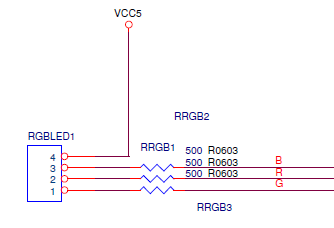 VCC5
RRGB2
RGBLED1
RRGB1
4
500 R0603
3
500 R0603
B
2
500 R0603
R
1
G
RRGB3